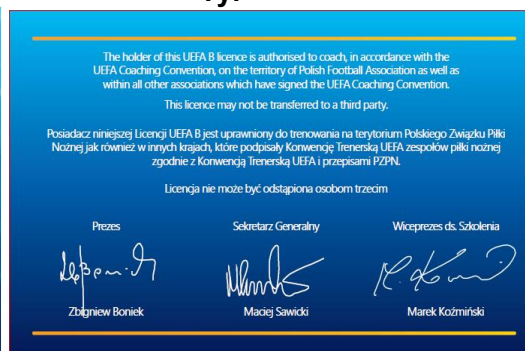 The holder of this UEFA B licence is authorised to coach, in accordance with the
UEFA Coaching Convention, on the territory of Polish Football Association as well as
within all other associations which have signed the UEFA Coaching Convention.
This licence may not be transferred to a third party.
Posiadacz niniejszej Licencji UEFA B jest uprawniony do trenowania na terytorium Polskiego Związku Piłki
Nożnej jak również w innych krajach, które podpisały Konwencję Trenerską UEFA zespołów piłki nożnej
zgodnie z Konwencją Trenerską UEFA i przepisami PZPN.
Licencja nie może być odstąpiona osobom trzecim
Prezes Sekretarz Generalny Wiceprezes ds. Szkolenia
Zbigniew Boniek Maciej Sawicki Marek Koźmiński